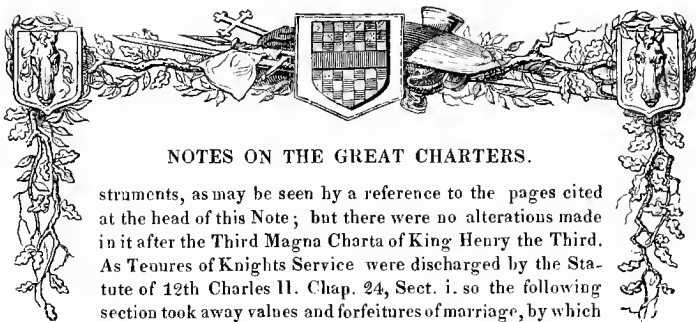 NOTES ON THE GREAT CHARTERS.
struments, as may be seen by a reference to the pages cited
at the head of this Note; but there were no alterations made
in it after the Third Magna Charta of King Henry the Third.
As Tenures of Knights Service were discharged by the Sta-
tute of 12th Charles II. Chap. 24, Sect. i. so the following
section took away values and forfeitures of marriage, by which